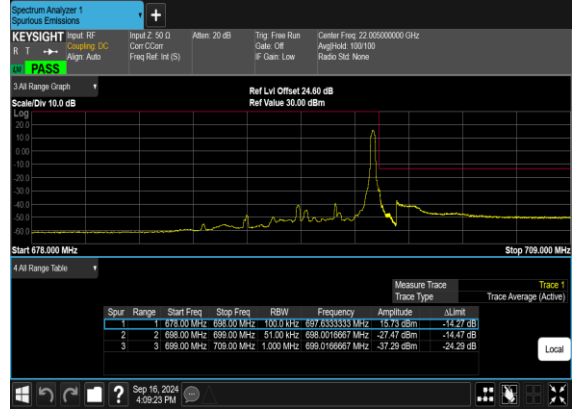 Spectrum Analyzer 1
Spurious Emissions
KEYSIGHT Input: RF Input Z: 50 Ω Atten: 20 dB Trig: Free Run Center Freq: 22.005000000 GHz
R T Coupling: DC Corr CCorr Gate: Off Avg|Hold: 100/100
Align: Auto Freq Ref: Int (S) IF Gain: Low Radio Std: None
PASS
3 All Range Graph
Ref Lvl Offset 24.60 dB
Scale/Div 10.0 dB Ref Value 30.00 dBm
Log
20.0
10.0
0.00
-10.0
-20.0
-30.0
-40.0
-50.0
-60.0
Start 678.000 MHz Stop 709.000 MHz
4 All Range Table
Measure Trace Trace 1
Trace Type Trace Average (Active)
Spur Range Start Freq Stop Freq RBW Frequency Amplitude ΔLimit
1 1 678.00 MHz 698.00 MHz 100.0 kHz 697.6333333 MHz 15.73 dBm -14.27 dB
2 2 698.00 MHz 699.00 MHz 51.00 kHz 698.0016667 MHz -27.47 dBm -14.47 dB
3 3 699.00 MHz 709.00 MHz 1.000 MHz 699.0166667 MHz -37.29 dBm -24.29 dB
Local
? Sep 16, 2024
4:09:23 PM